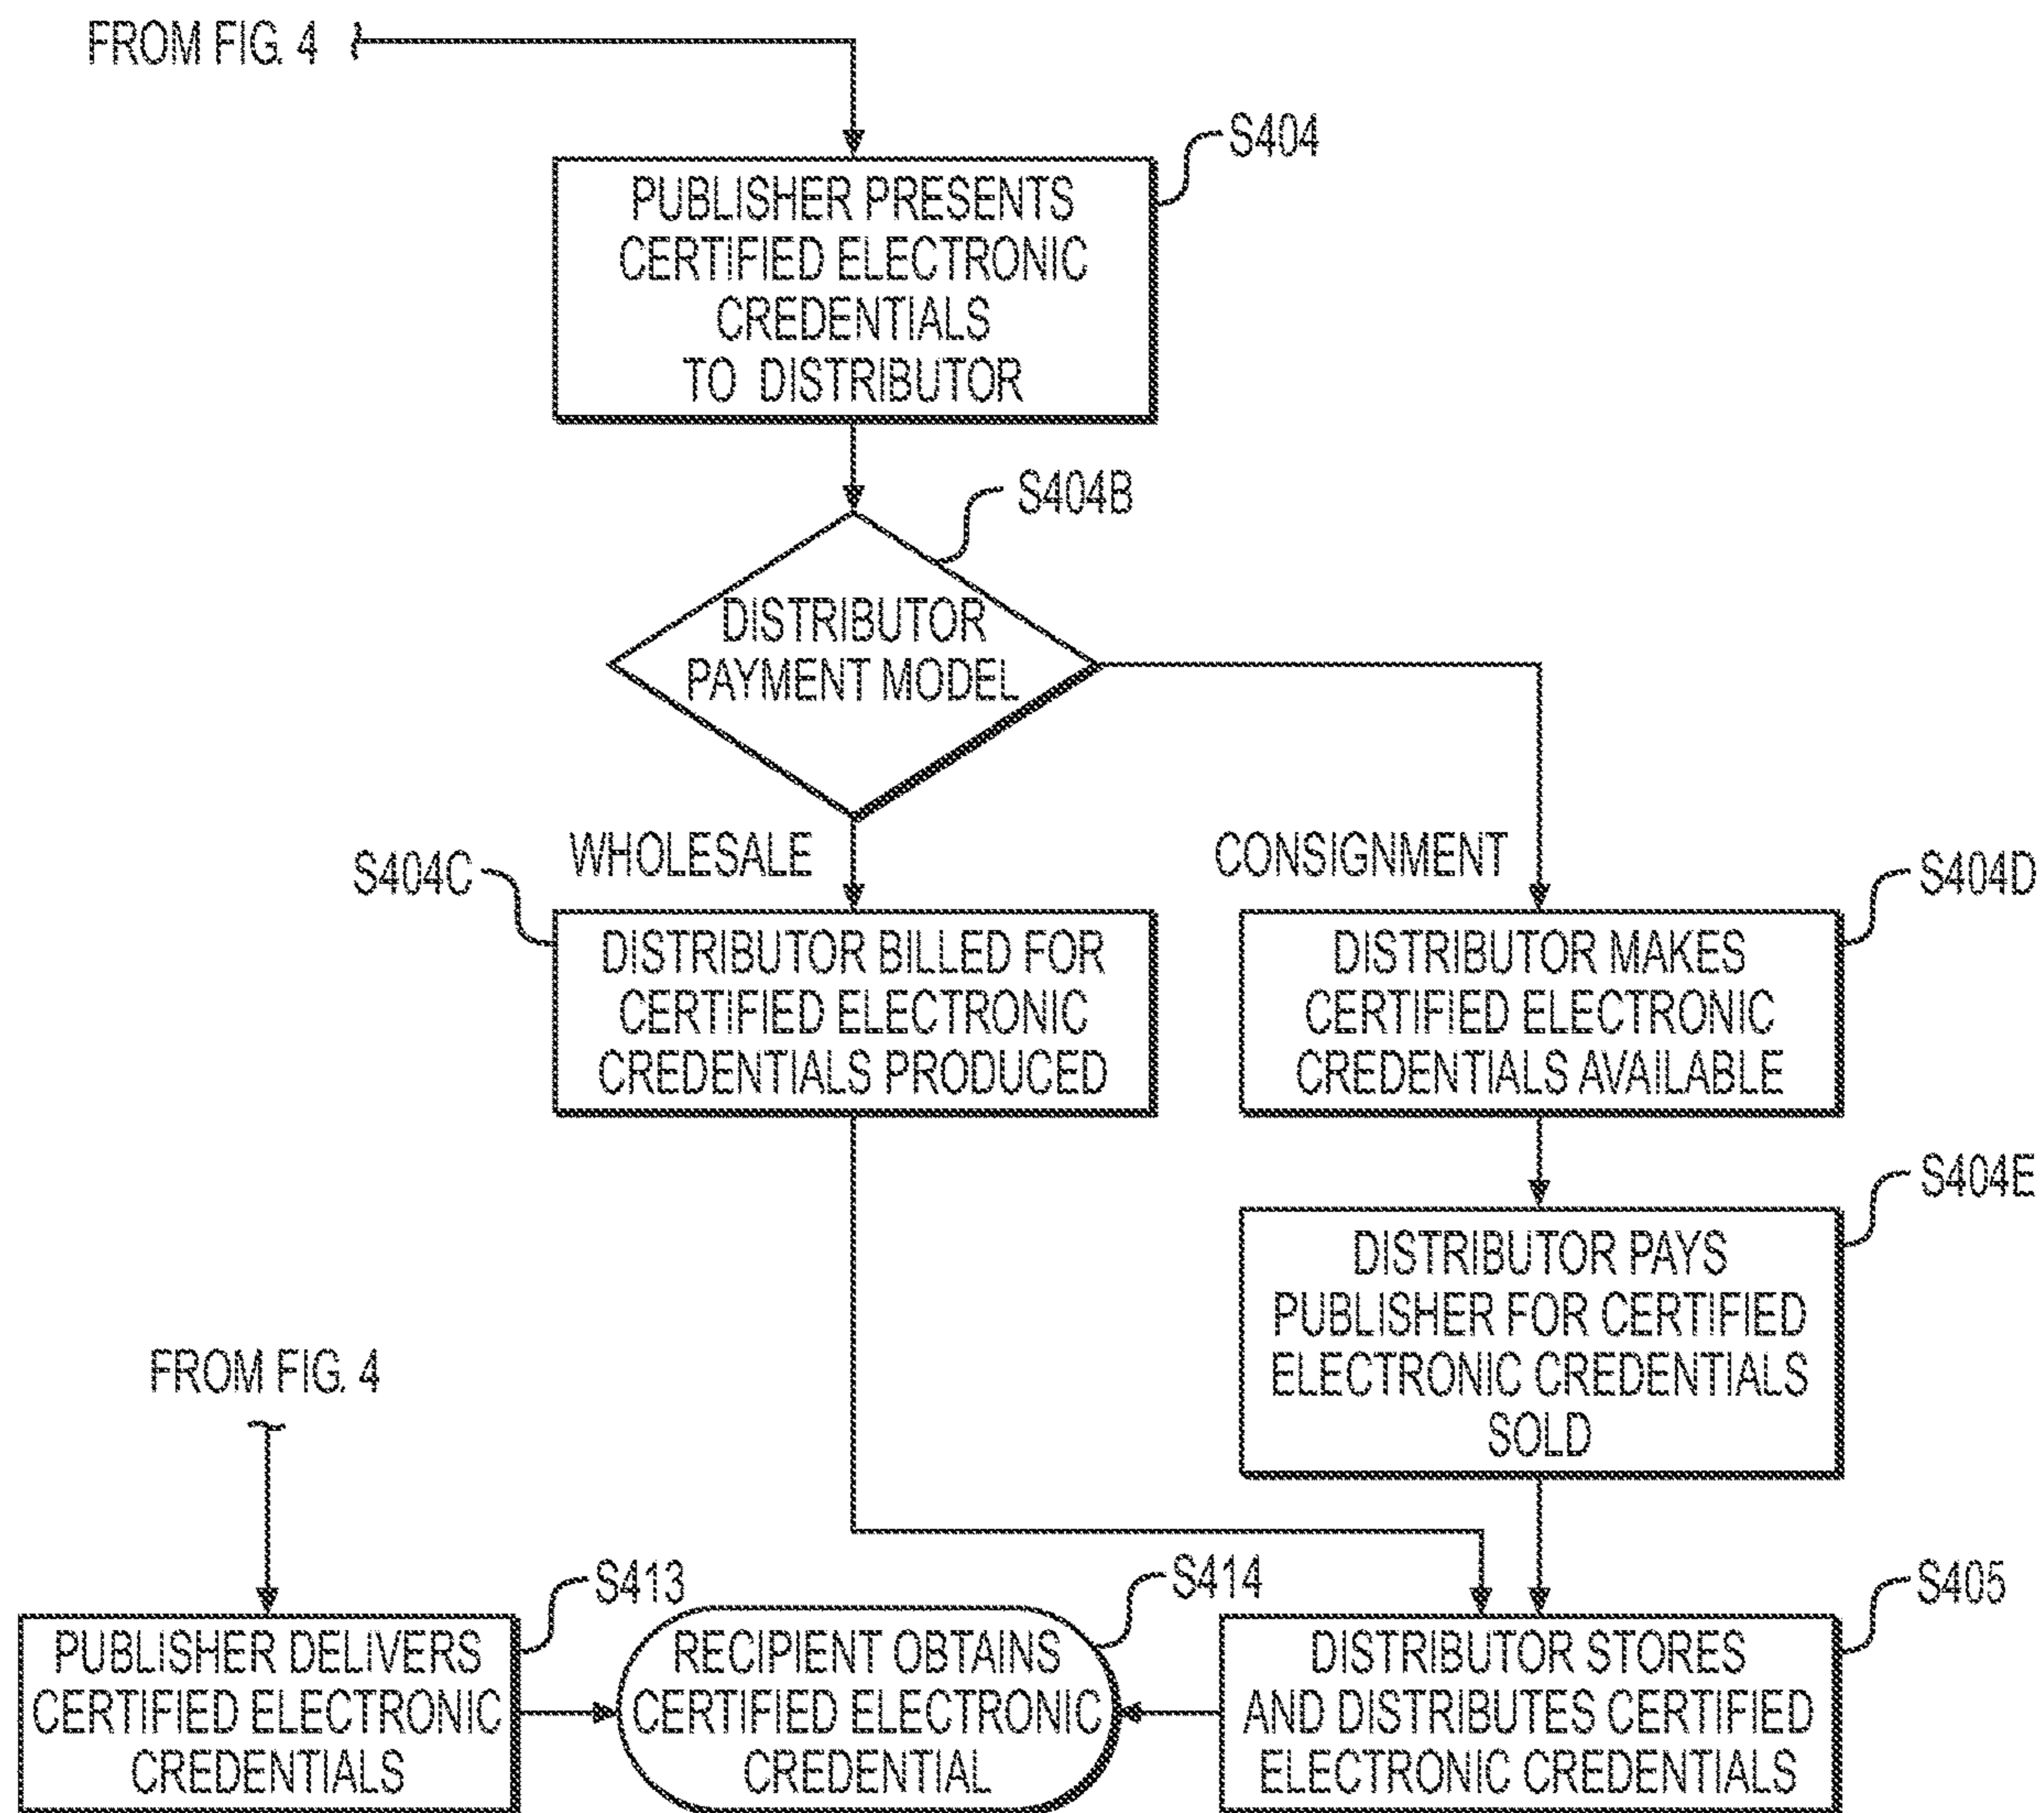 FROM FIG. 4
S404
PUBLISHER PRESENTS
CERTIFIED ELECTRONIC
CREDENTIALS
TO DISTRIBUTOR
S404B
DISTRIBUTOR
PAYMENT MODEL
WHOLESALE
CONSIGNMENT
S404C
DISTRIBUTOR BILLED FOR
CERTIFIED ELECTRONIC
CREDENTIALS PRODUCED
S404D
DISTRIBUTOR MAKES
CERTIFIED ELECTRONIC
CREDENTIALS AVAILABLE
S404E
DISTRIBUTOR PAYS
PUBLISHER FOR CERTIFIED
ELECTRONIC CREDENTIALS
SOLD
FROM FIG. 4
S413
PUBLISHER DELIVERS
CERTIFIED ELECTRONIC
CREDENTIALS
S414
RECIPIENT OBTAINS
CERTIFIED ELECTRONIC
CREDENTIAL
S405
DISTRIBUTOR STORES
AND DISTRIBUTES CERTIFIED
ELECTRONIC CREDENTIALS